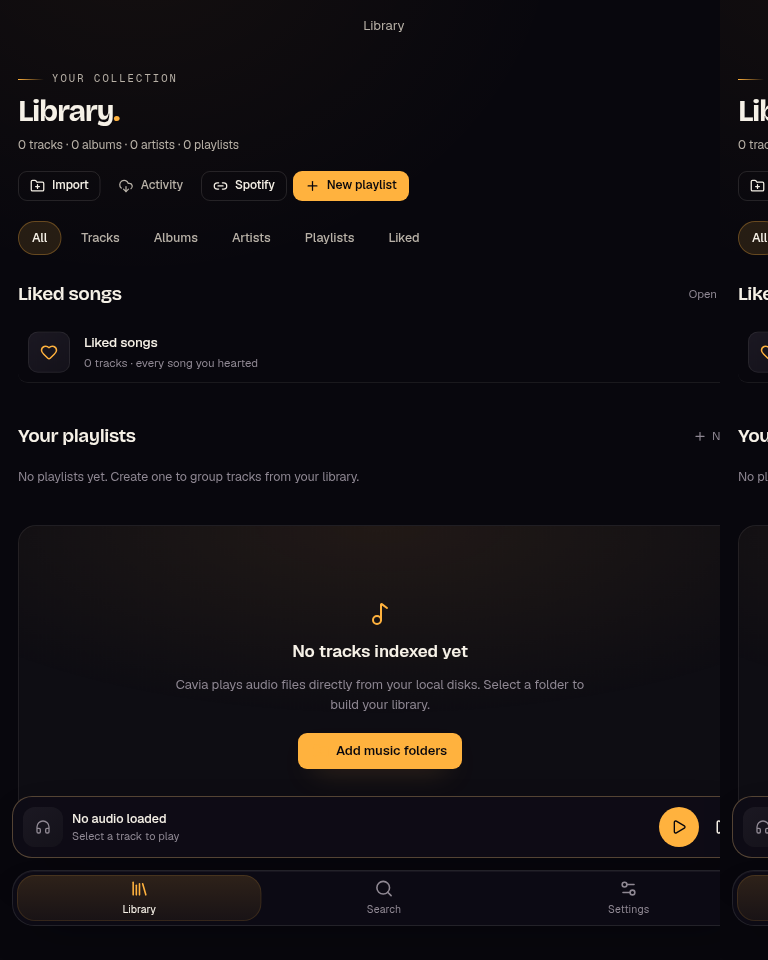 Library
YOUR COLLECTION
Library.
0 tracks · 0 albums · 0 artists · 0 playlists
Import Activity Spotify New playlist
All Tracks Albums Artists Playlists Liked
Liked songs Open
Liked songs
0 tracks · every song you hearted
Your playlists
No playlists yet. Create one to group tracks from your library.
No tracks indexed yet
Cavia plays audio files directly from your local disks. Select a folder to
build your library.
Add music folders
No audio loaded
Select a track to play
Library Search Settings
All